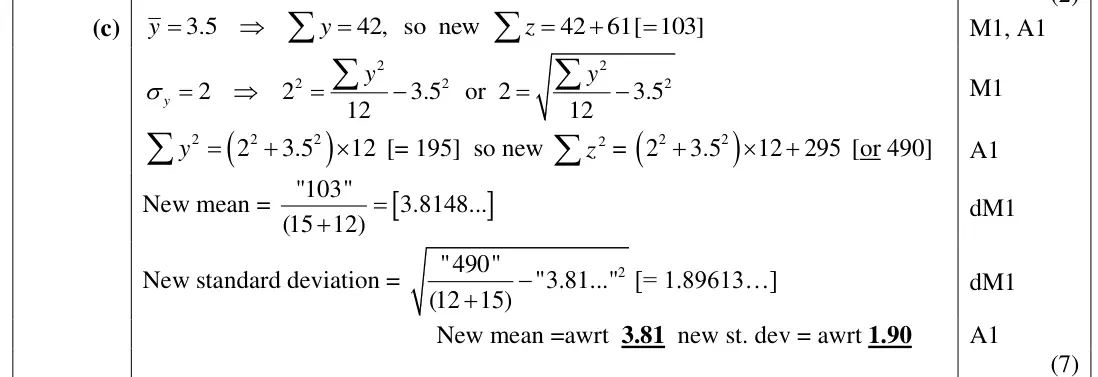 (2)
(c) y̅ = 3.5 ⇒ ∑y = 42, so new ∑z = 42 + 61[=103] M1, A1
σ_y = 2 ⇒ 2² = ∑y²/12 − 3.5² or 2 = √(∑y²/12 − 3.5²) M1
∑y² = (2² + 3.5²)×12 [= 195] so new ∑z² = (2² + 3.5²)×12 + 295 [or 490] A1
New mean = "103"/(15+12) = [3.8148...] dM1
New standard deviation = √("490"/(12+15) − "3.81..."²) [= 1.89613…] dM1
New mean =awrt 3.81 new st. dev = awrt 1.90 A1
(7)